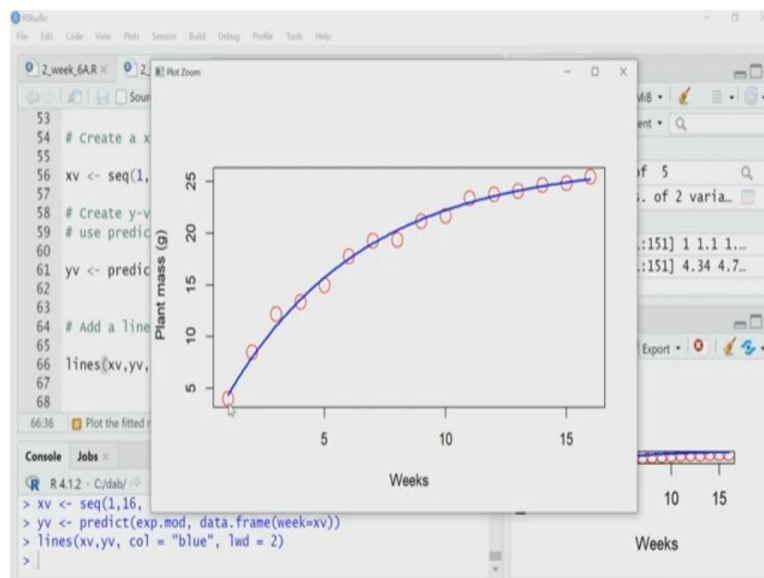 RStudio
File Edit Code View Plots Session Build Debug Profile Tools Help
2_week_6A.R
2_
Plot Zoom
Sour
MiB
53
54 # Create a x
55
56 xv <- seq(1,
57
58 # Create y-v
59 # use predic
60
61 yv <- predic
62
63
64 # Add a line
65
66 lines(xv,yv,
67
68
66:36 Plot the fitted
Console Jobs
R 4.1.2 · C:/dab/
> xv <- seq(1,16,
> yv <- predict(exp.mod, data.frame(week=xv))
> lines(xv,yv, col = "blue", lwd = 2)
>
25
20
15
10
5
Plant mass (g)
5 10 15
Weeks
ent
of 5
. of 2 varia…
:151] 1 1.1 1.…
:151] 4.34 4.7…
Export
10 15
Weeks